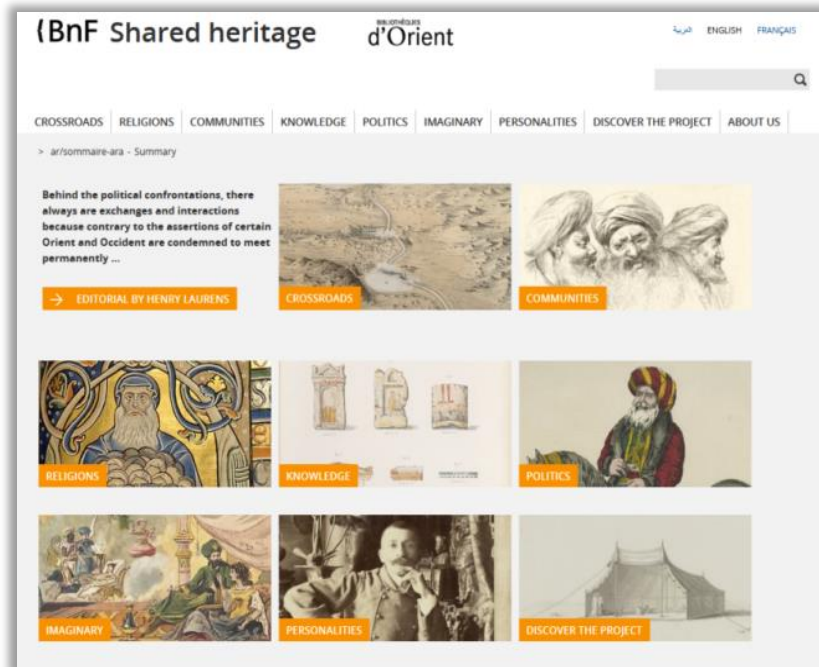 {BnF Shared heritage
BIBLIOTHÈQUES
d'Orient
العربية ENGLISH FRANÇAIS
CROSSROADS RELIGIONS COMMUNITIES KNOWLEDGE POLITICS IMAGINARY PERSONALITIES DISCOVER THE PROJECT ABOUT US
> ar/sommaire-ara - Summary
Behind the political confrontations, there
always are exchanges and interactions
because contrary to the assertions of certain
Orient and Occident are condemned to meet
permanently ...
→ EDITORIAL BY HENRY LAURENS
CROSSROADS
COMMUNITIES
RELIGIONS
KNOWLEDGE
POLITICS
IMAGINARY
PERSONALITIES
DISCOVER THE PROJECT